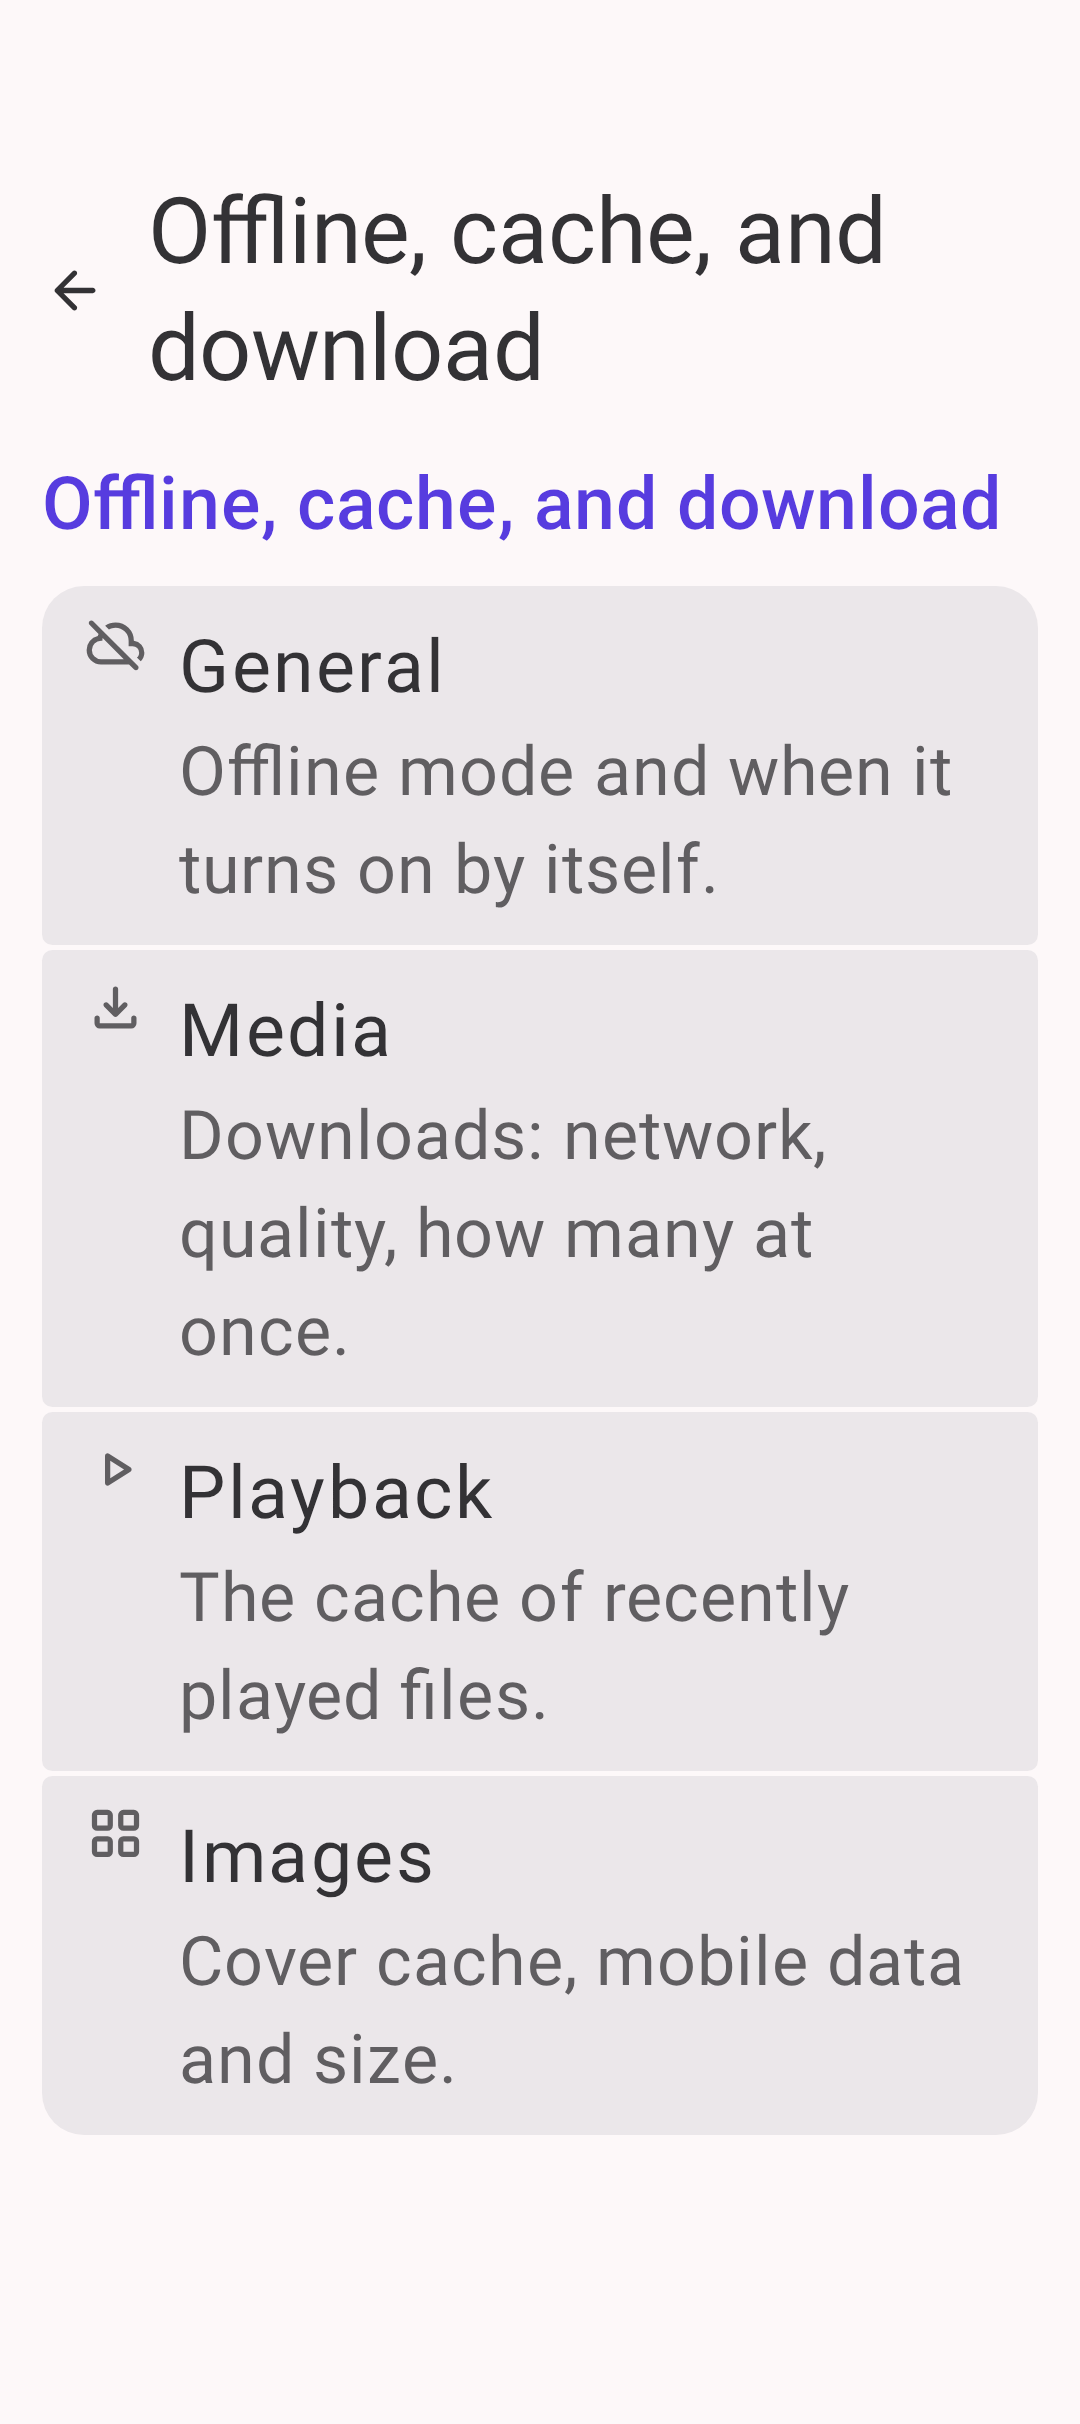 Offline, cache, and
download
Offline, cache, and download
General
Offline mode and when it
turns on by itself.
Media
Downloads: network,
quality, how many at
once.
Playback
The cache of recently
played files.
Images
Cover cache, mobile data
and size.